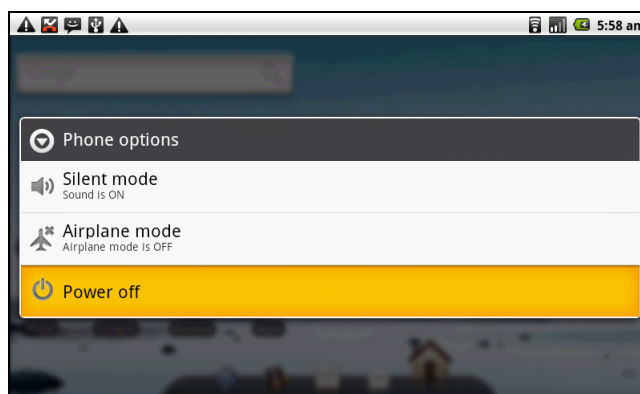 5:58 am
Phone options
Silent mode
Sound is ON
Airplane mode
Airplane mode is OFF
Power off